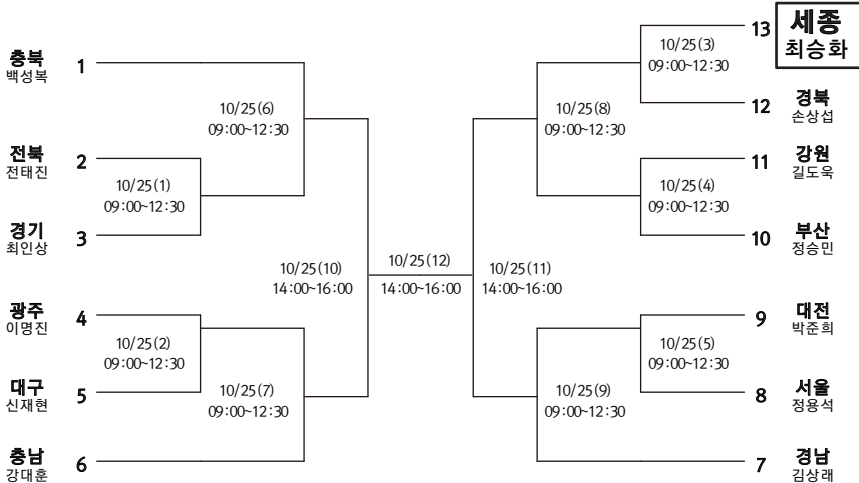 충북 1
백성복
10/25(6)
09:00~12:30
전북 2
전태진
10/25(1)
09:00~12:30
경기 3
최인상
10/25(10)
14:00~16:00
광주 4
이명진
10/25(2)
09:00~12:30
대구 5
신재현
10/25(7)
09:00~12:30
충남 6
강대훈
10/25(12)
14:00~16:00
13 세종
최승화
10/25(3)
09:00~12:30
12 경북
손상섭
10/25(8)
09:00~12:30
11 강원
길도욱
10/25(4)
09:00~12:30
10 부산
정승민
10/25(11)
14:00~16:00
9 대전
박준희
10/25(5)
09:00~12:30
8 서울
정용석
10/25(9)
09:00~12:30
7 경남
김상래